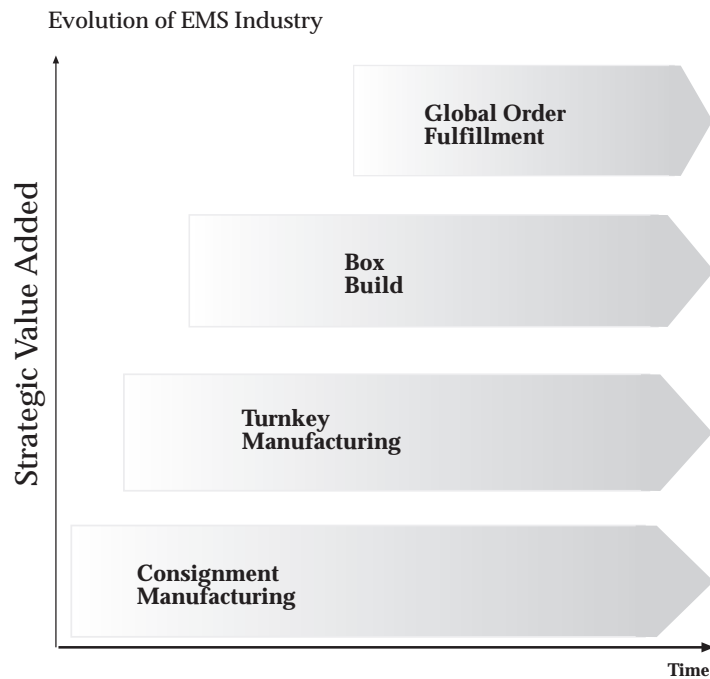 Evolution of EMS Industry
Strategic Value Added
Global Order
Fulfillment
Box
Build
Turnkey
Manufacturing
Consignment
Manufacturing
Time